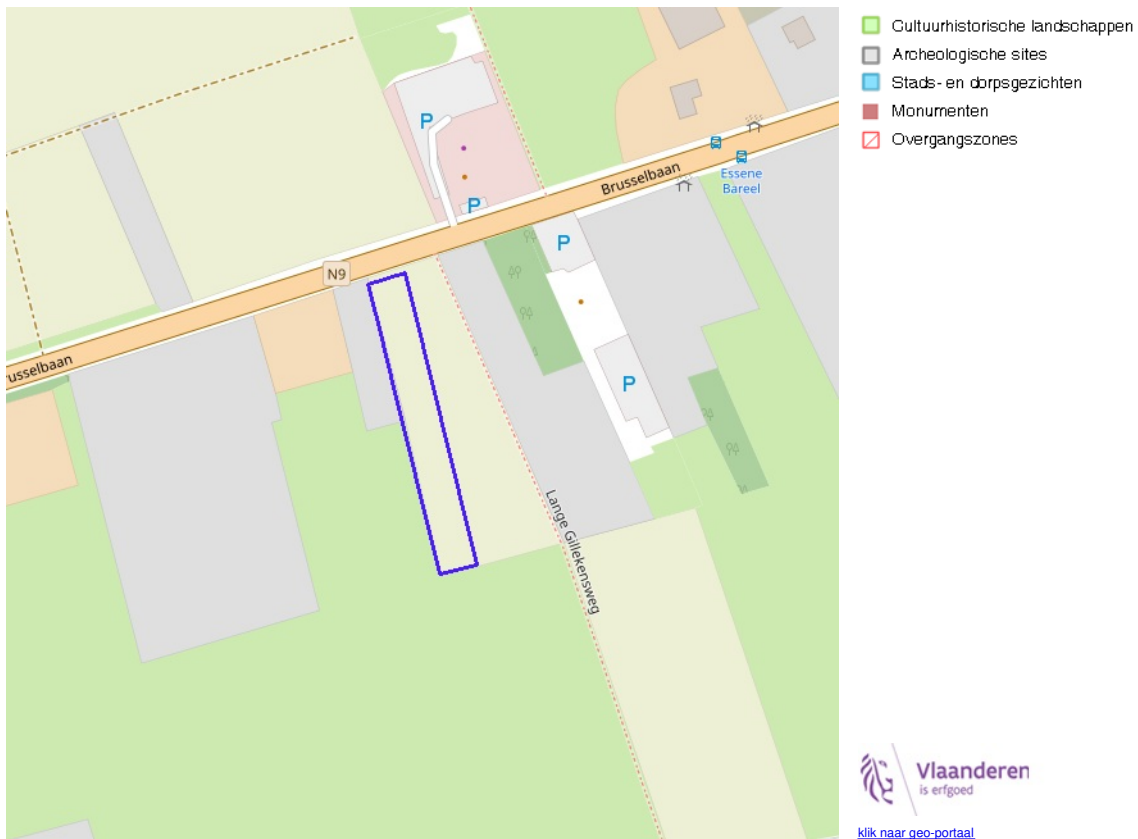 Cultuurhistorische landschappen
Archeologische sites
Stads- en dorpsgezichten
Monumenten
Overgangszones
P
P
Brusselbaan
Essene
Bareel
P
N9
russelbaan
P
Lange Gillekensweg
Vlaanderen
is erfgoed
klik naar geo-portaal